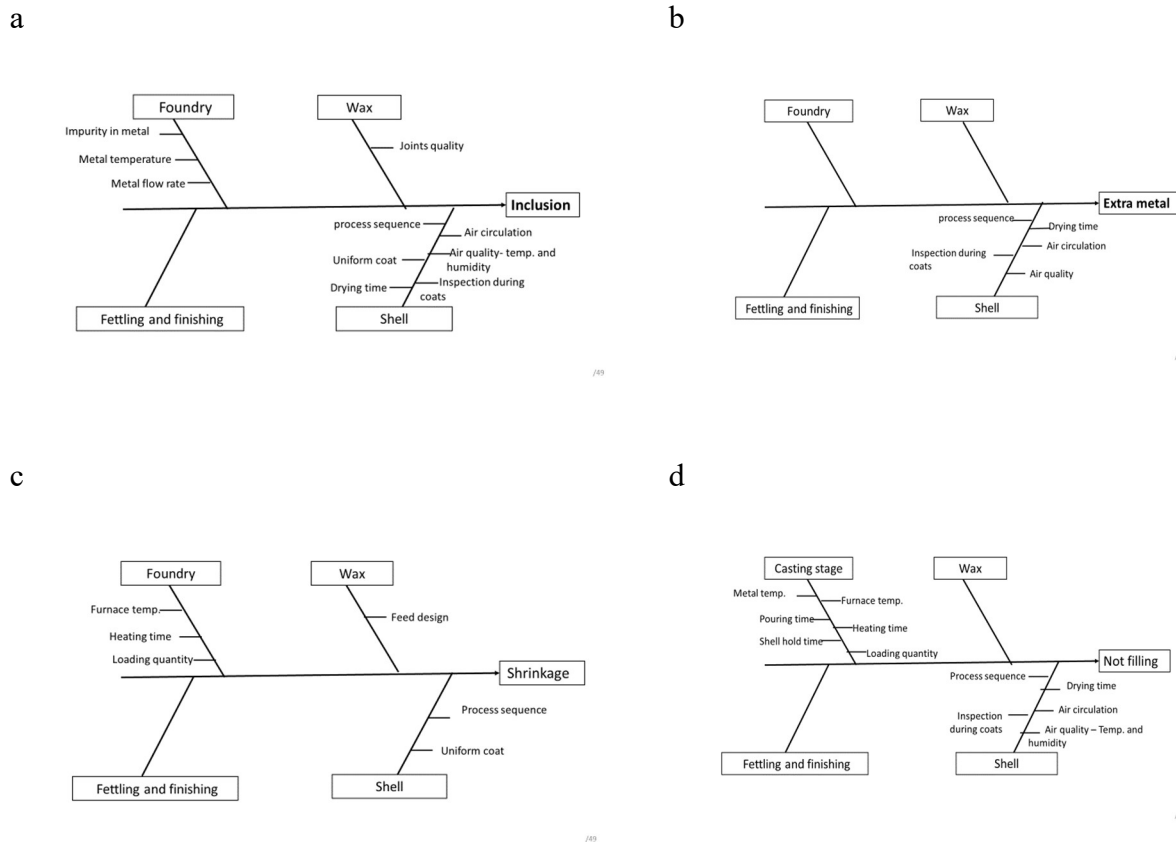 a
Foundry
Wax
Impurity in metal
Joints quality
Metal temperature
Metal flow rate
Inclusion
process sequence
Air circulation
Air quality- temp. and
humidity
Uniform coat
Inspection during
coats
Drying time
Fettling and finishing
Shell
/49
b
Foundry
Wax
Extra metal
process sequence
Drying time
Air circulation
Inspection during
coats
Air quality
Fettling and finishing
Shell
/
c
Foundry
Wax
Furnace temp.
Feed design
Heating time
Loading quantity
Shrinkage
Process sequence
Uniform coat
Fettling and finishing
Shell
/49
d
Casting stage
Wax
Metal temp.
Furnace temp.
Pouring time
Heating time
Shell hold time
Loading quantity
Not filling
Process sequence
Drying time
Air circulation
Inspection
during coats
Air quality – Temp. and
humidity
Fettling and finishing
Shell
/